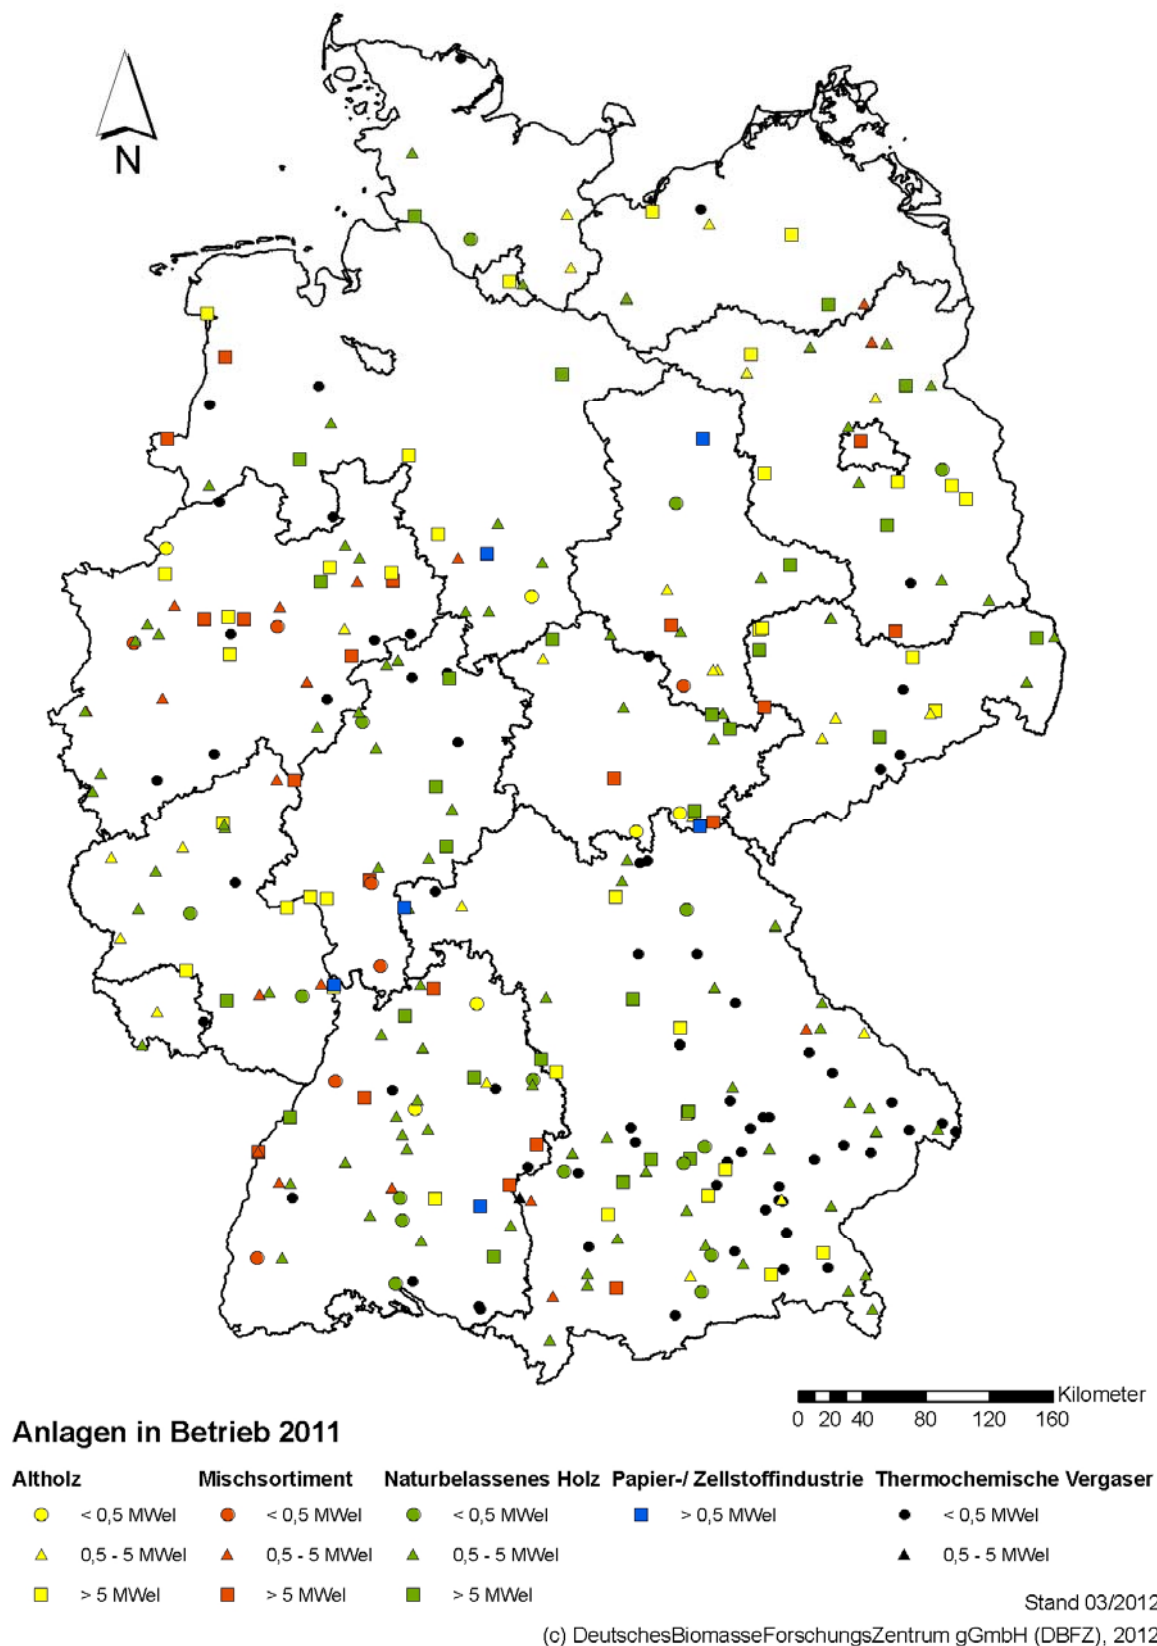 N
Kilometer
0 20 40 80 120 160
Anlagen in Betrieb 2011
Altholz Mischsortiment Naturbelassenes Holz Papier-/ Zellstoffindustrie Thermochemische Vergaser
< 0,5 MWel < 0,5 MWel < 0,5 MWel > 0,5 MWel < 0,5 MWel
0,5 - 5 MWel 0,5 - 5 MWel 0,5 - 5 MWel 0,5 - 5 MWel
> 5 MWel > 5 MWel > 5 MWel
Stand 03/2012
(c) DeutschesBiomasseForschungsZentrum gGmbH (DBFZ), 2012